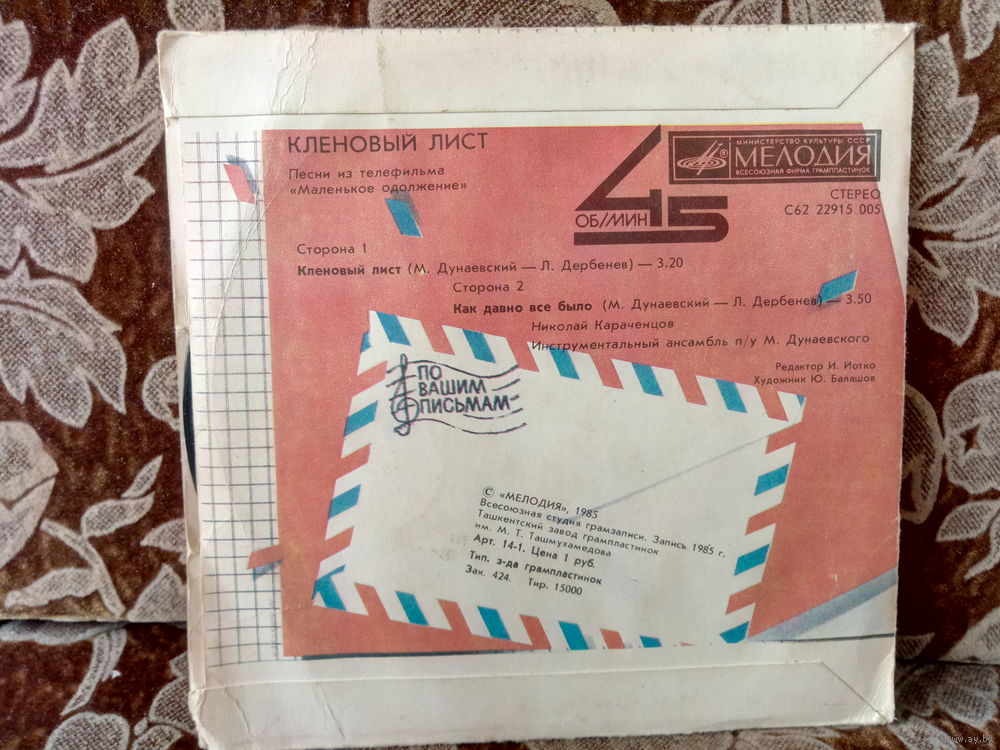 КЛЕНОВЫЙ ЛИСТ
Песни из телефильма
«Маленькое одолжение»
45
ОБ/МИН
МИНИСТЕРСТВО КУЛЬТУРЫ СССР
МЕЛОДИЯ
ВСЕСОЮЗНАЯ ФИРМА ГРАМПЛАСТИНОК
СТЕРЕО
С62 22915 005
Сторона 1
Кленовый лист (М. Дунаевский — Л. Дербенев) — 3.20
Сторона 2
Как давно все было (М. Дунаевский — Л. Дербенев) — 3.50
Николай Караченцов
Инструментальный ансамбль п/у М. Дунаевского
Редактор И. Иотко
Художник Ю. Балашов
ПО
ВАШИМ
ПИСЬМАМ
© «МЕЛОДИЯ», 1985
Всесоюзная студия грамзаписи. Запись 1985 г.
Ташкентский завод грампластинок
им. М. Т. Ташмухамедова
Арт. 14-1. Цена 1 руб.
Тип. з-да грампластинок
Зак. 424. Тир. 15000
www.ay.by